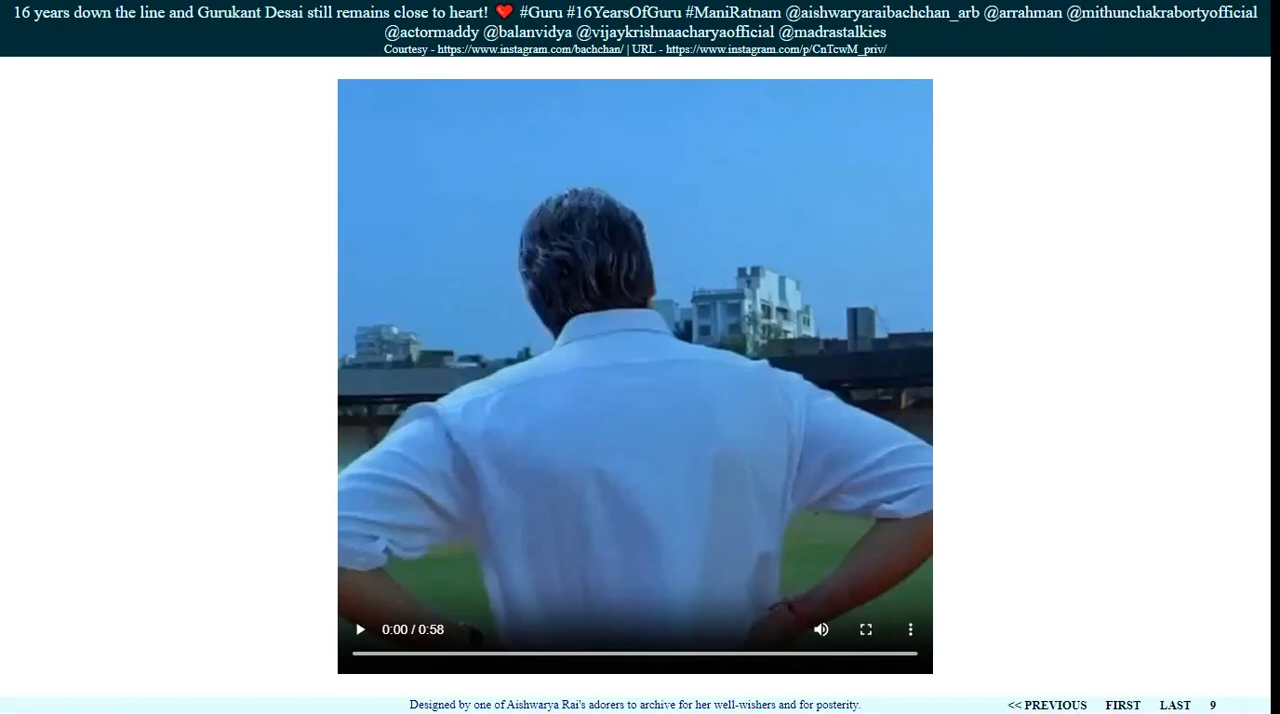 16 years down the line and Gurukant Desai still remains close to heart! ❤️ #Guru #16YearsOfGuru #ManiRatnam @aishwaryaraibachchan_arb @arrahman @mithunchakrabortyofficial
@actormaddy @balanvidya @vijaykrishnaacharyaofficial @madrastalkies
Courtesy - https://www.instagram.com/bachchan/ | URL - https://www.instagram.com/p/CnTcwM_priv/
0:00 / 0:58
Designed by one of Aishwarya Rai's adorers to archive for her well-wishers and for posterity. << PREVIOUS FIRST LAST 9